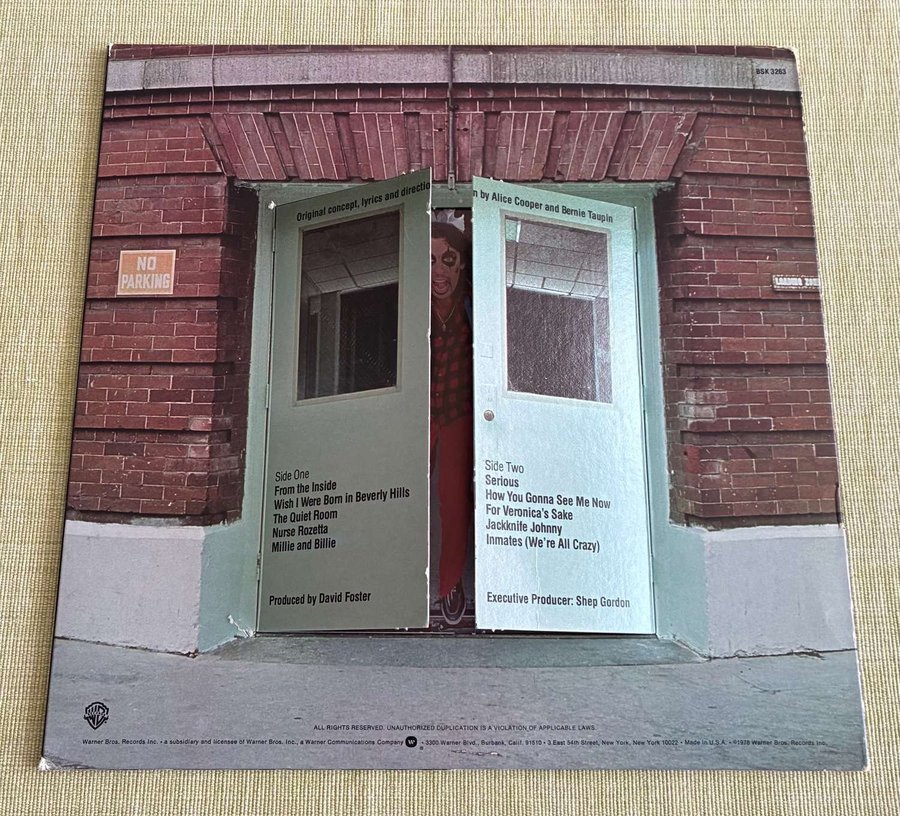 BSK 3263
Original concept, lyrics and directio
n by Alice Cooper and Bernie Taupin
NO
PARKING
LOADING ZONE
Side One
From the Inside
Wish I Were Born in Beverly Hills
The Quiet Room
Nurse Rozetta
Millie and Billie
Produced by David Foster
Side Two
Serious
How You Gonna See Me Now
For Veronica's Sake
Jackknife Johnny
Inmates (We're All Crazy)
Executive Producer: Shep Gordon
ALL RIGHTS RESERVED. UNAUTHORIZED DUPLICATION IS A VIOLATION OF APPLICABLE LAWS.
Warner Bros. Records Inc. • a subsidiary and licensee of Warner Bros. Inc., a Warner Communications Company • 3300 Warner Blvd., Burbank, Calif. 91510 • 3 East 54th Street, New York, New York 10022 • Made in U.S.A. • ©1978 Warner Bros. Records Inc.